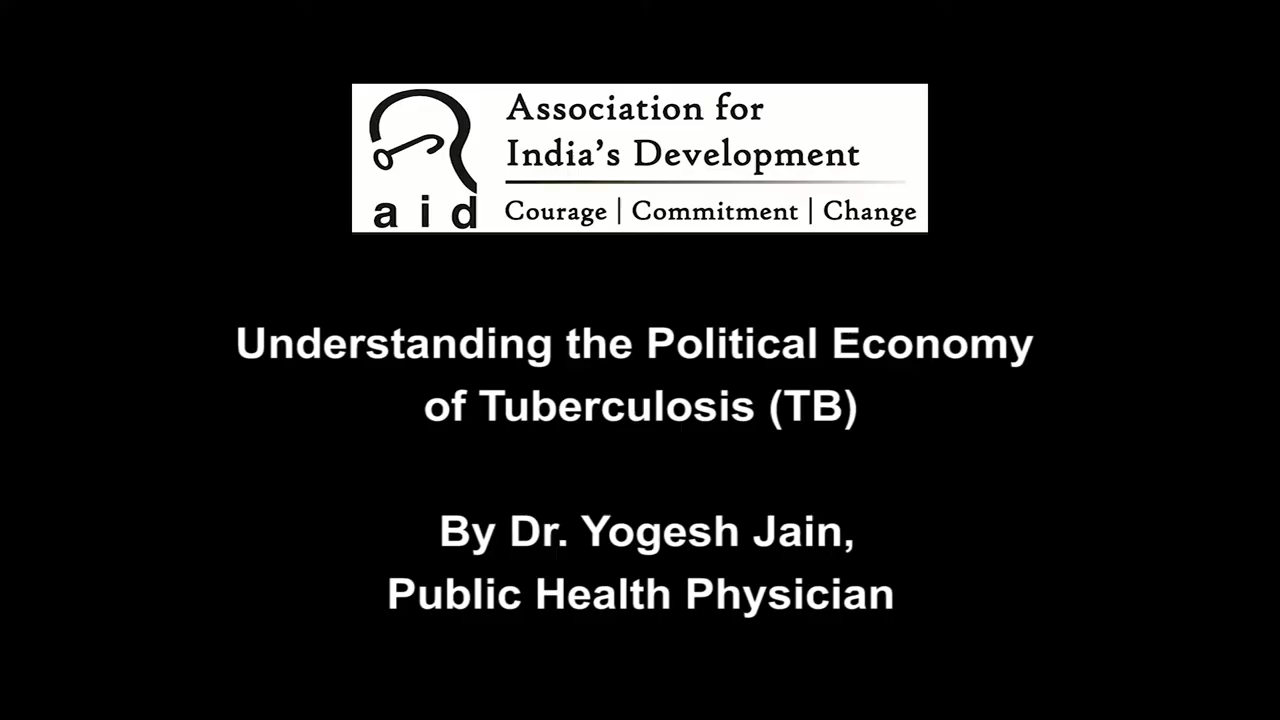 Association for
India's Development
aid
Courage | Commitment | Change
Understanding the Political Economy
of Tuberculosis (TB)
By Dr. Yogesh Jain,
Public Health Physician